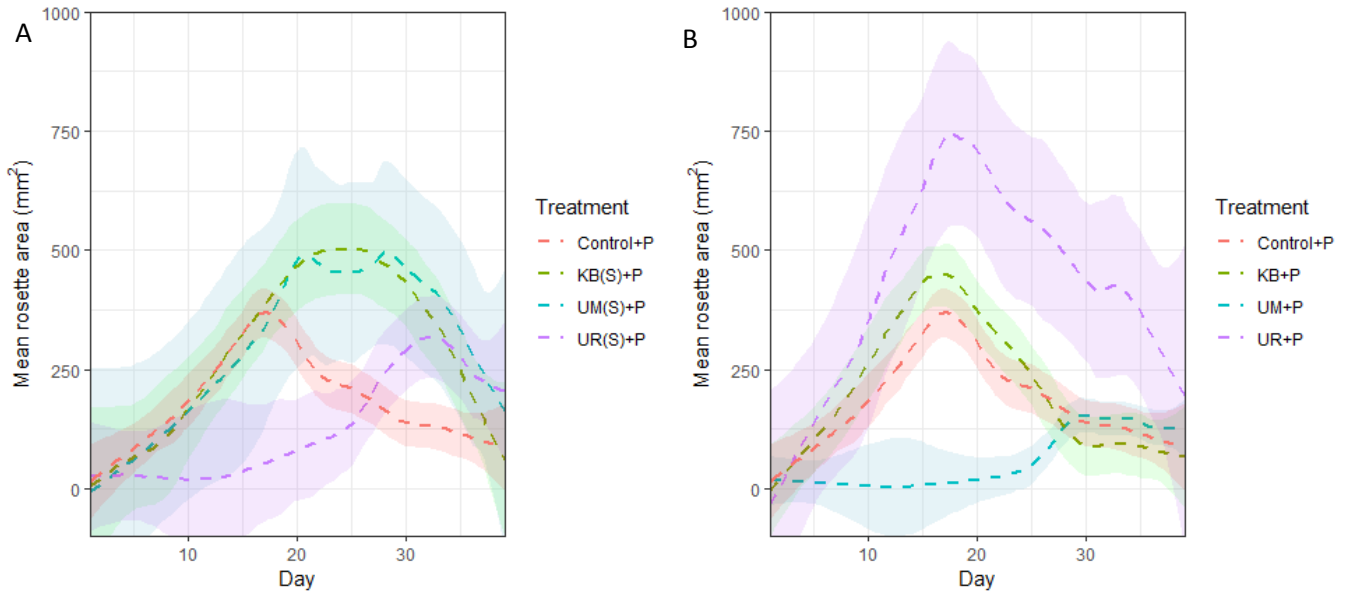 A
1000
750
500
250
0
Mean rosette area (mm²)
10
20
30
Day
Treatment
Control+P
KB(S)+P
UM(S)+P
UR(S)+P
B
1000
750
500
250
0
Mean rosette area (mm²)
10
20
30
Day
Treatment
Control+P
KB+P
UM+P
UR+P